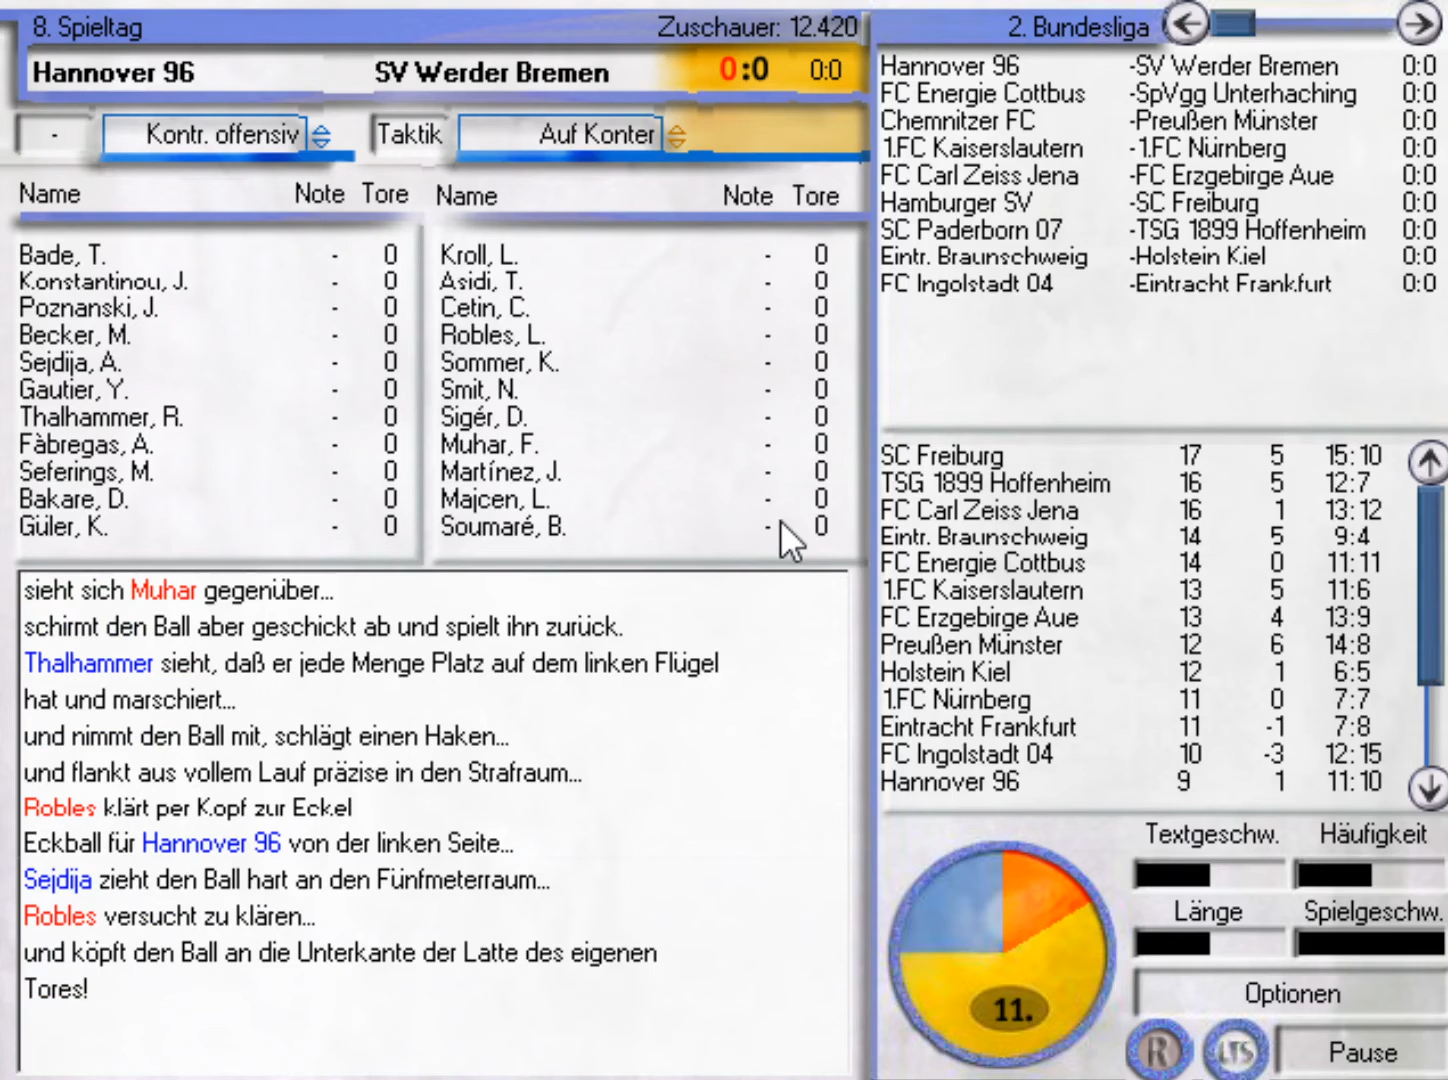 8. Spieltag Zuschauer: 12.420
Hannover 96 SV Werder Bremen 0:0 0:0
- Kontr. offensiv Taktik Auf Konter
Name Note Tore Name Note Tore
Bade, T. - 0 Kroll, L. - 0
Konstantinou, J. - 0 Asidi, T. - 0
Poznanski, J. - 0 Cetin, C. - 0
Becker, M. - 0 Robles, L. - 0
Sejdija, A. - 0 Sommer, K. - 0
Gautier, Y. - 0 Smit, N. - 0
Thalhammer, R. - 0 Sigér, D. - 0
Fàbregas, A. - 0 Muhar, F. - 0
Seferings, M. - 0 Martínez, J. - 0
Bakare, D. - 0 Majcen, L. - 0
Güler, K. - 0 Soumaré, B. - 0
sieht sich Muhar gegenüber...
schirmt den Ball aber geschickt ab und spielt ihn zurück.
Thalhammer sieht, daß er jede Menge Platz auf dem linken Flügel
hat und marschiert...
und nimmt den Ball mit, schlägt einen Haken...
und flankt aus vollem Lauf präzise in den Strafraum...
Robles klärt per Kopf zur Ecke!
Eckball für Hannover 96 von der linken Seite...
Sejdija zieht den Ball hart an den Fünfmeterraum...
Robles versucht zu klären...
und köpft den Ball an die Unterkante der Latte des eigenen
Tores!
2. Bundesliga
Hannover 96 -SV Werder Bremen 0:0
FC Energie Cottbus -SpVgg Unterhaching 0:0
Chemnitzer FC -Preußen Münster 0:0
1.FC Kaiserslautern -1.FC Nürnberg 0:0
FC Carl Zeiss Jena -FC Erzgebirge Aue 0:0
Hamburger SV -SC Freiburg 0:0
SC Paderborn 07 -TSG 1899 Hoffenheim 0:0
Eintr. Braunschweig -Holstein Kiel 0:0
FC Ingolstadt 04 -Eintracht Frankfurt 0:0
SC Freiburg 17 5 15:10
TSG 1899 Hoffenheim 16 5 12:7
FC Carl Zeiss Jena 16 1 13:12
Eintr. Braunschweig 14 5 9:4
FC Energie Cottbus 14 0 11:11
1.FC Kaiserslautern 13 5 11:6
FC Erzgebirge Aue 13 4 13:9
Preußen Münster 12 6 14:8
Holstein Kiel 12 1 6:5
1.FC Nürnberg 11 0 7:7
Eintracht Frankfurt 11 -1 7:8
FC Ingolstadt 04 10 -3 12:15
Hannover 96 9 1 11:10
Textgeschw. Häufigkeit
Länge Spielgeschw.
11.
Optionen
R LTS Pause